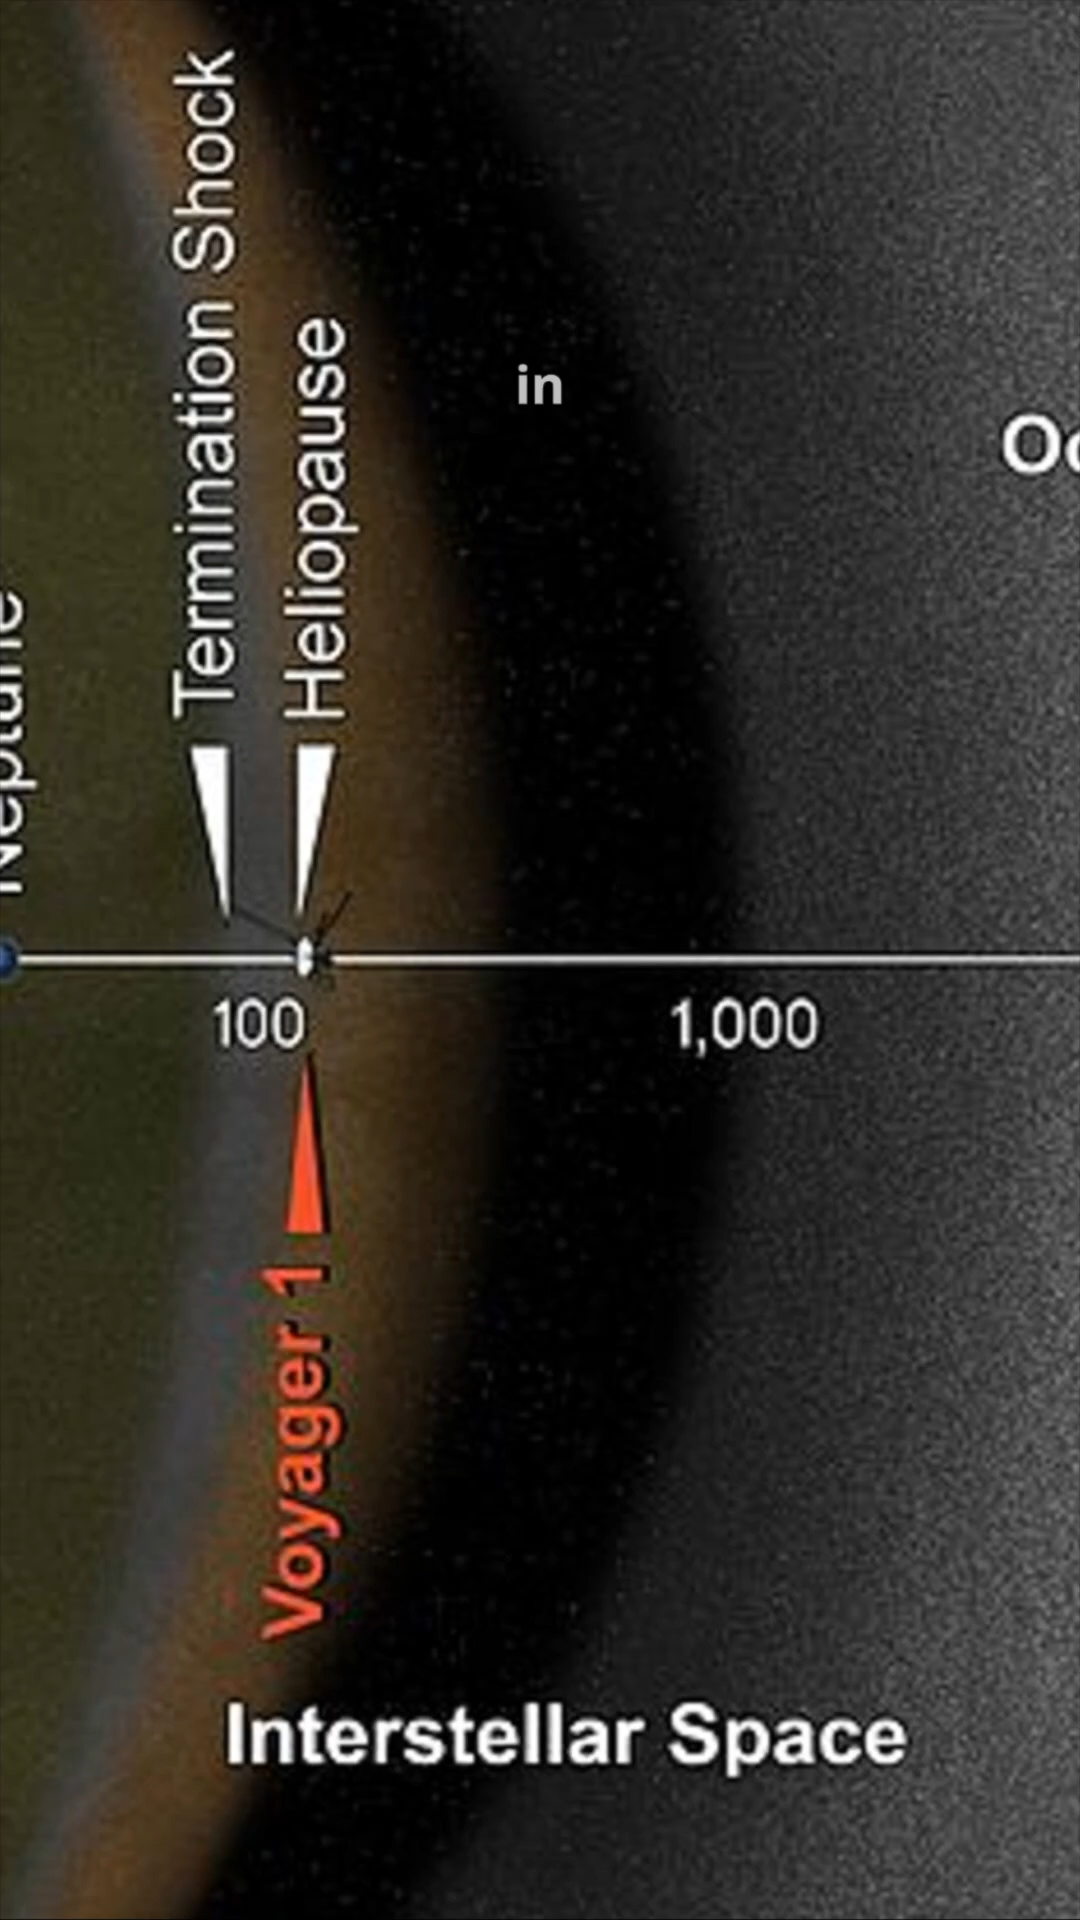 Termination Shock
Heliopause
in
Neptune
100
1,000
Voyager 1
Interstellar Space